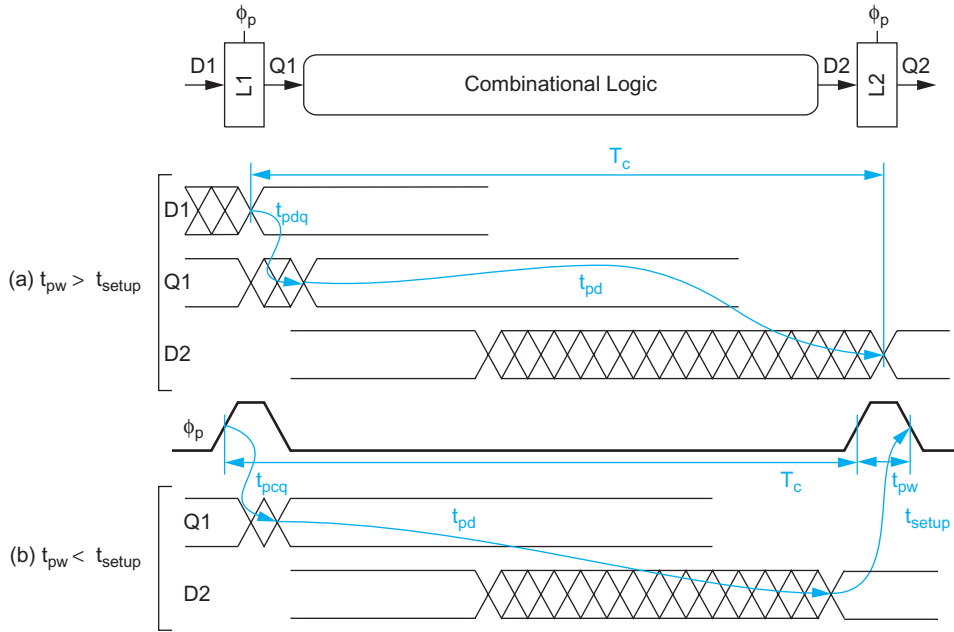 ϕp ϕp
D1 L1 Q1 Combinational Logic D2 L2 Q2
Tc
D1 tpdq
(a) tpw > tsetup Q1 tpd
D2
ϕp
Tc tpw
tpcq
Q1 tpd tsetup
(b) tpw < tsetup
D2